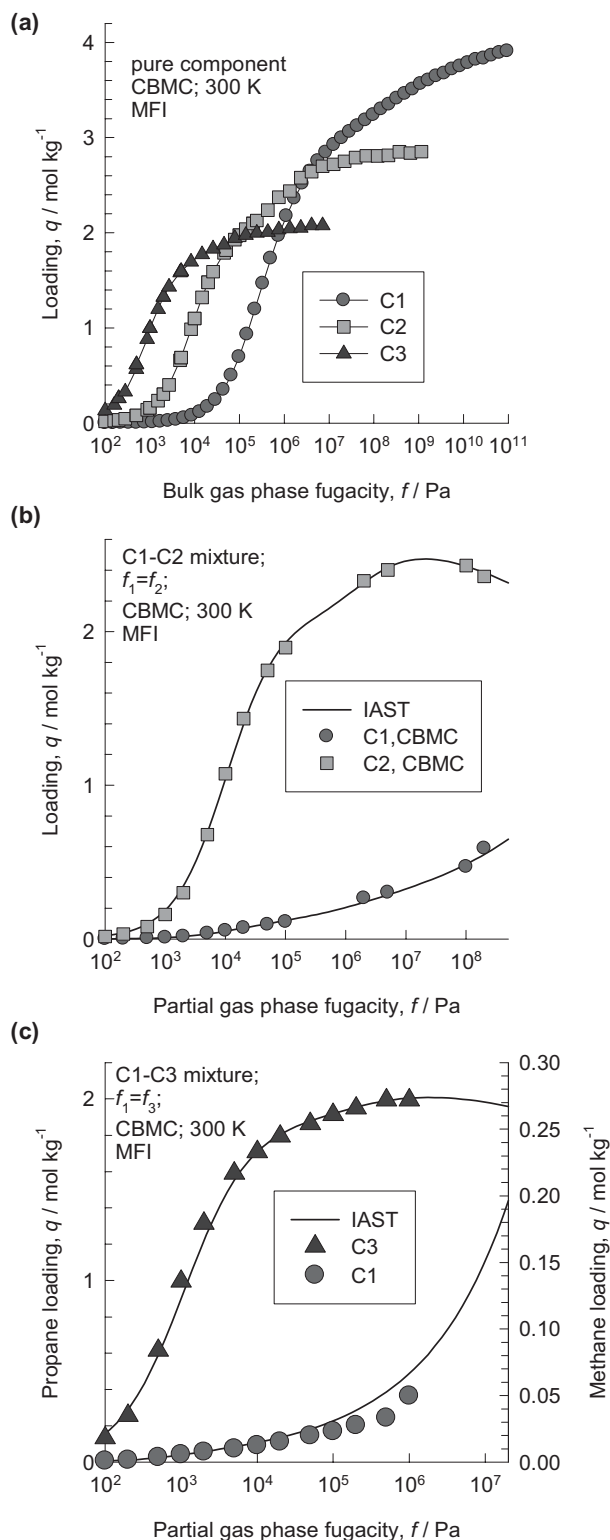 (a)
4
3
2
1
0
Loading, q / mol kg⁻¹
pure component
CBMC; 300 K
MFI
C1
C2
C3
10² 10³ 10⁴ 10⁵ 10⁶ 10⁷ 10⁸ 10⁹ 10¹⁰ 10¹¹
Bulk gas phase fugacity, f / Pa
(b)
2
1
0
Loading, q / mol kg⁻¹
C1-C2 mixture;
f₁=f₂;
CBMC; 300 K
MFI
IAST
C1,CBMC
C2, CBMC
10² 10³ 10⁴ 10⁵ 10⁶ 10⁷ 10⁸
Partial gas phase fugacity, f / Pa
(c)
2
1
0
Propane loading, q / mol kg⁻¹
C1-C3 mixture;
f₁=f₃;
CBMC; 300 K
MFI
IAST
C3
C1
0.30
0.25
0.20
0.15
0.10
0.05
0.00
Methane loading, q / mol kg⁻¹
10² 10³ 10⁴ 10⁵ 10⁶ 10⁷
Partial gas phase fugacity, f / Pa